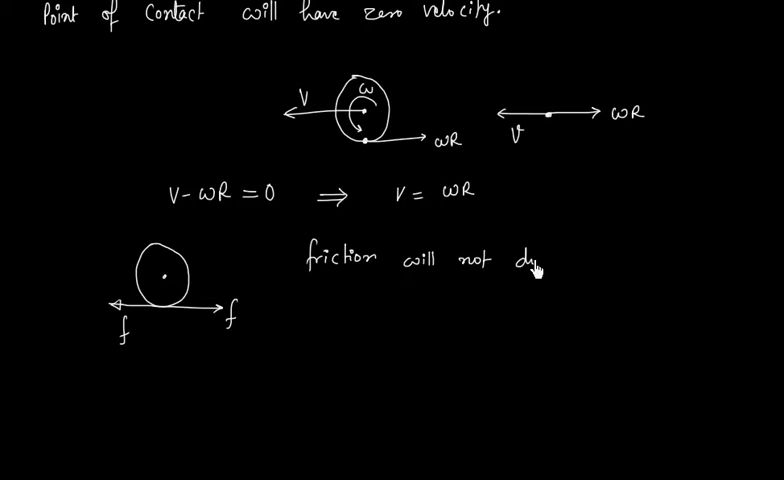 Point of Contact will have zero velocity.
ω
V
ωR
ωR
V
V - ωR = 0 ⟹ V = ωR
friction will not
f
f